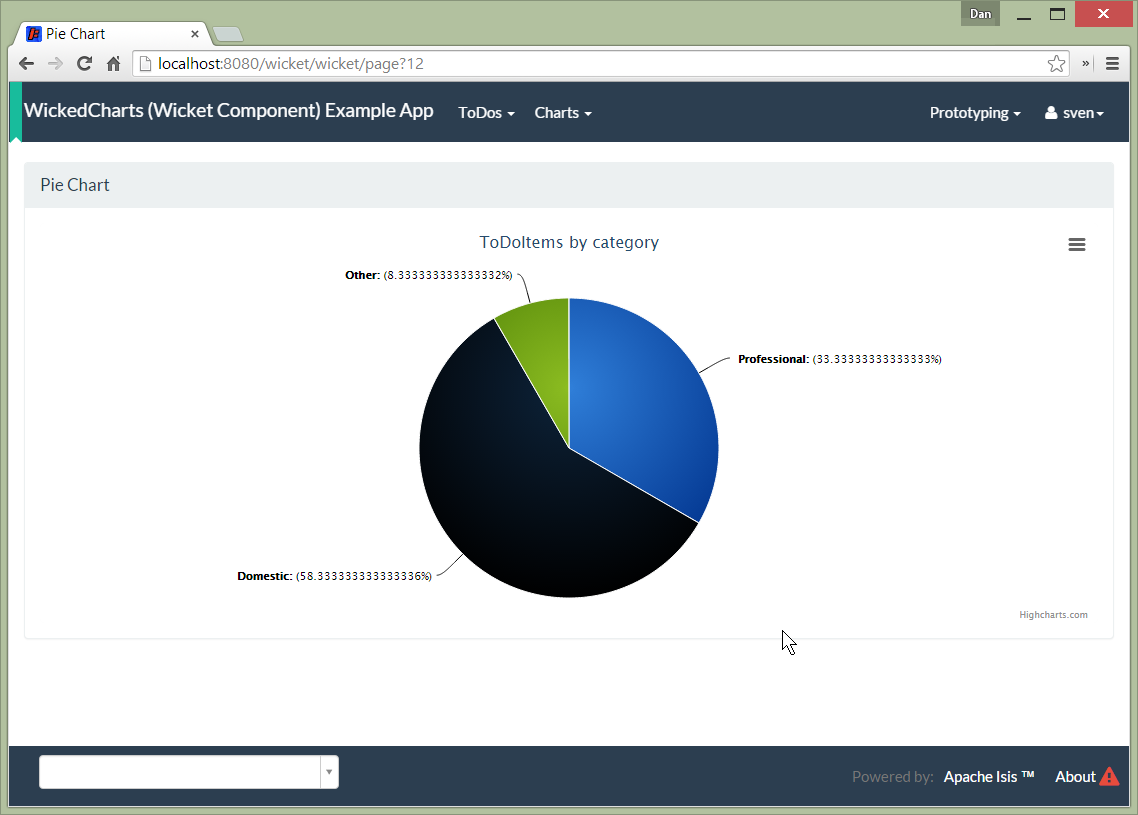 Dan
Pie Chart
localhost:8080/wicket/wicket/page?12
»
WickedCharts (Wicket Component) Example App ToDos Charts Prototyping sven
Pie Chart
ToDoItems by category
Other: (8.333333333333332%)
Professional: (33.33333333333333%)
Domestic: (58.333333333333336%)
Highcharts.com
Powered by: Apache Isis ™ About